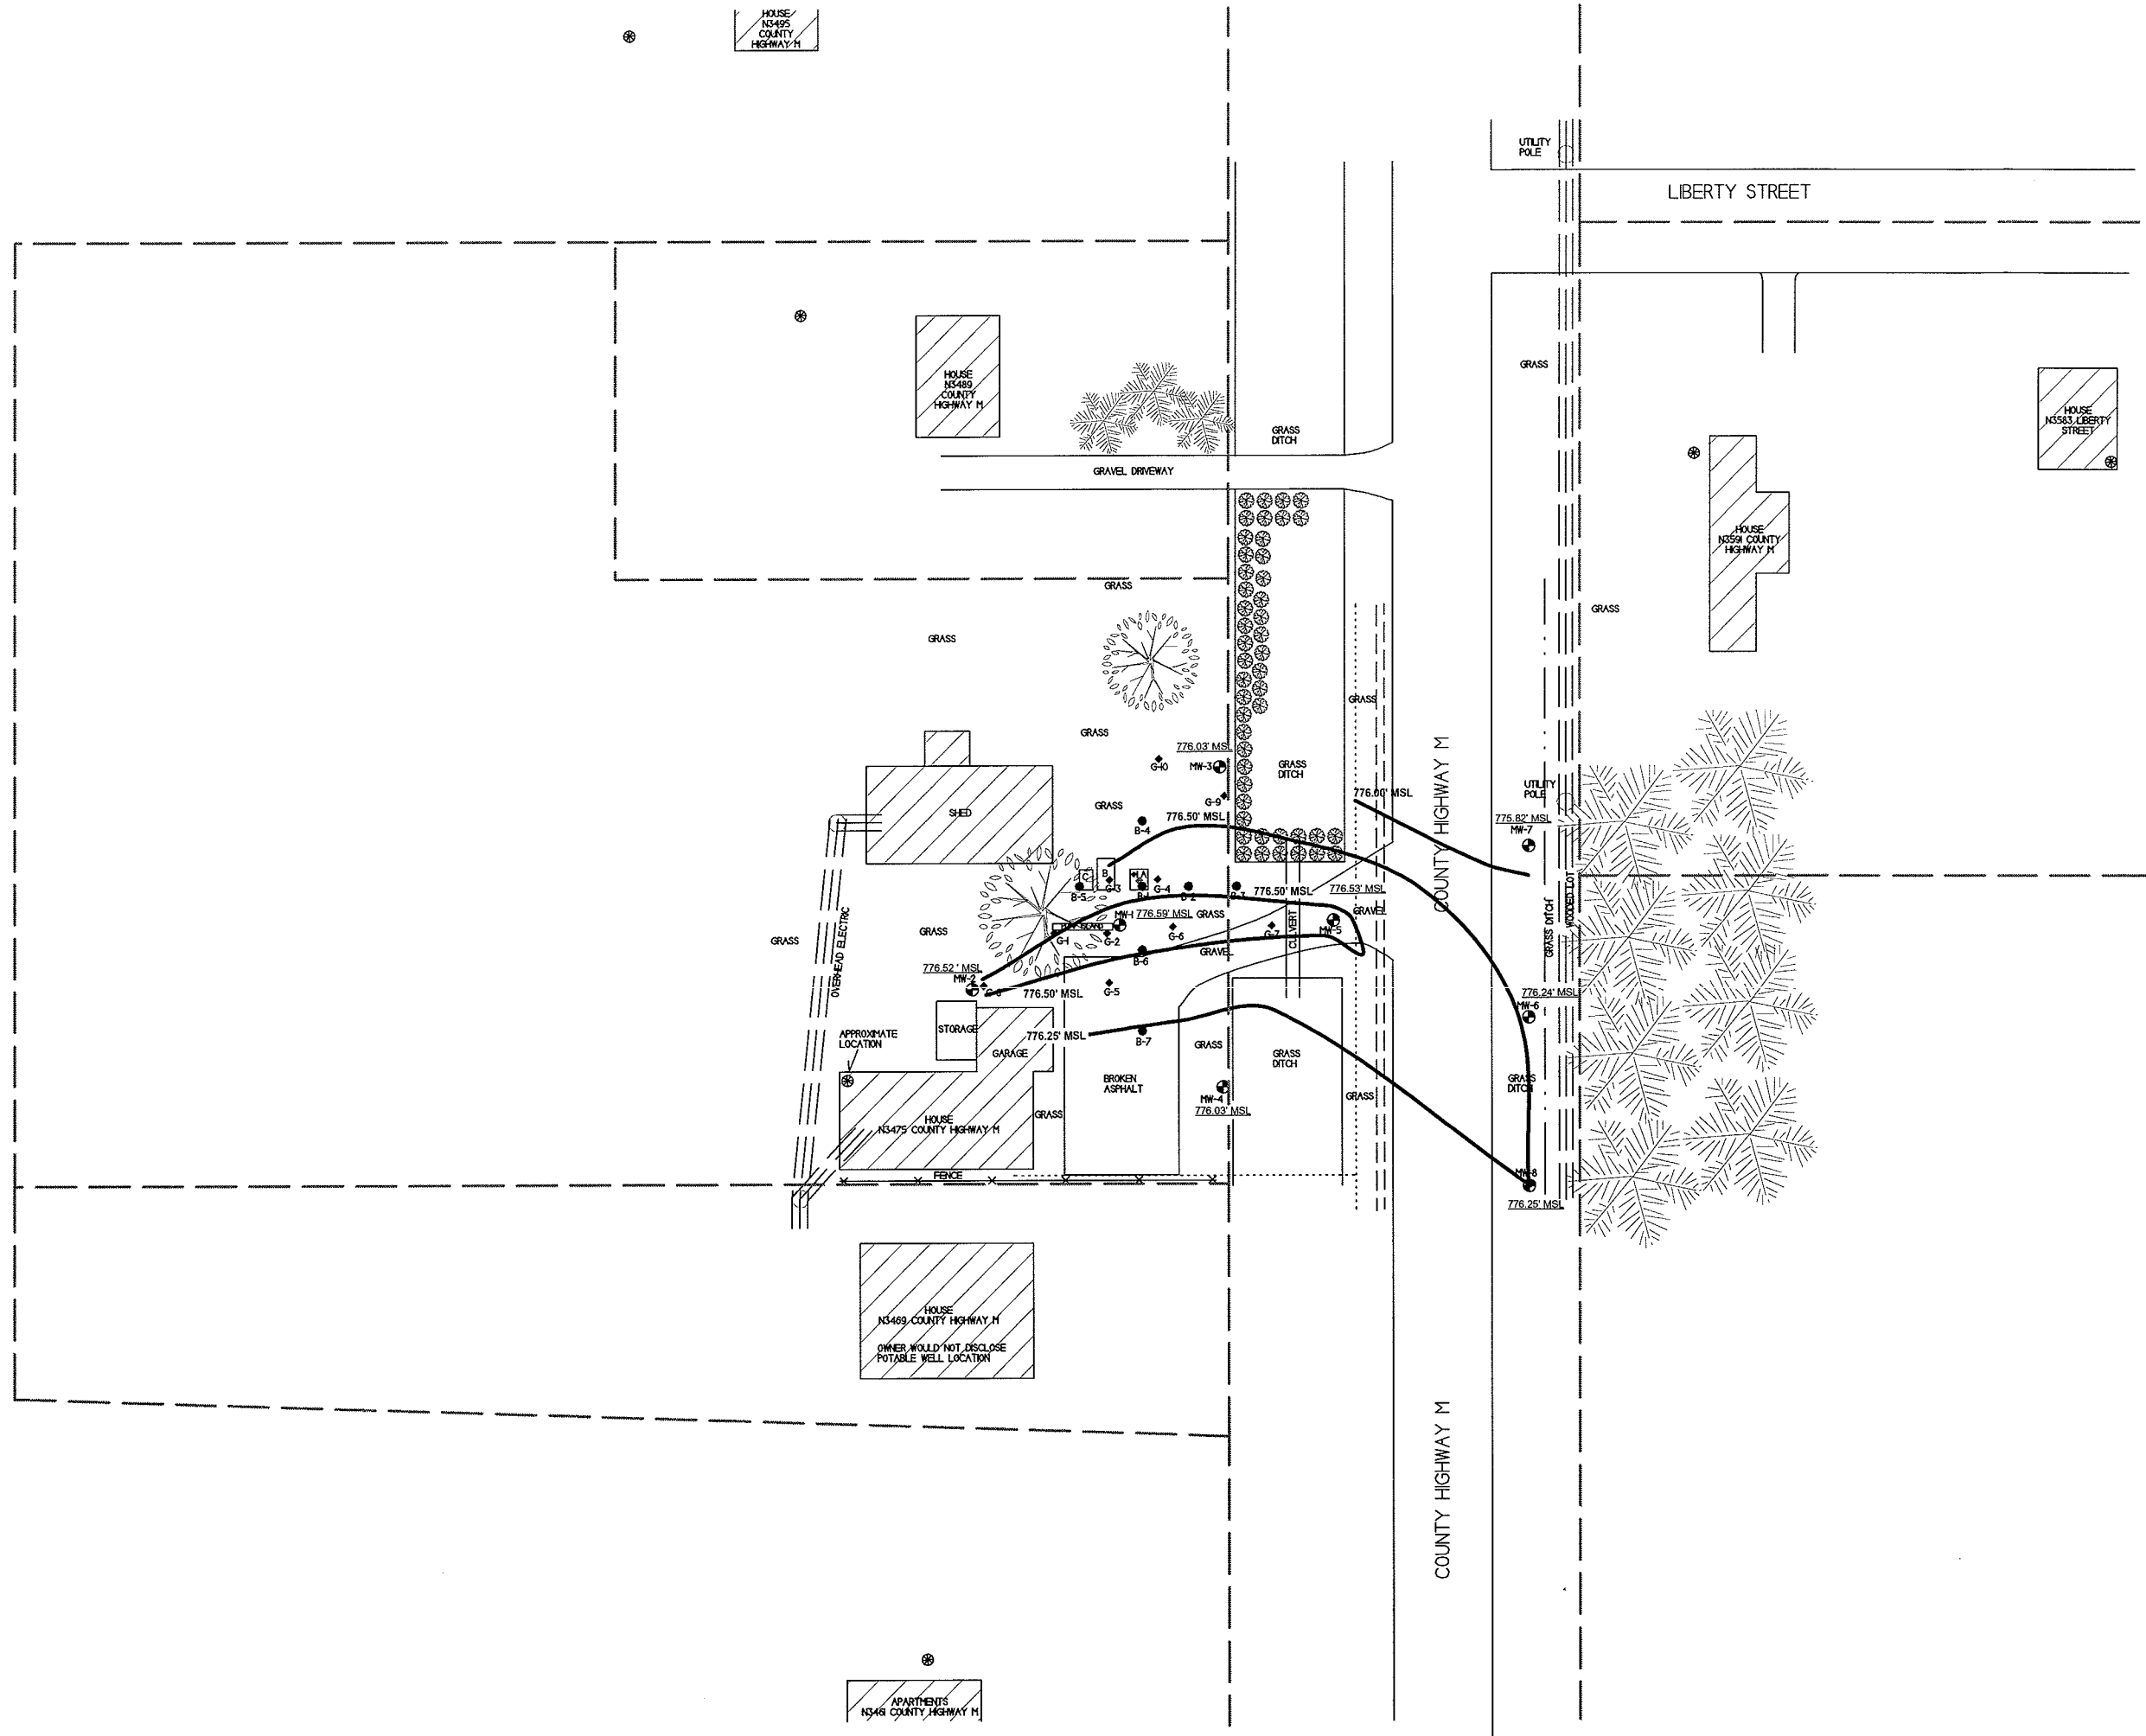 HOUSE
N3495
COUNTY
HIGHWAY M
UTILITY
POLE
LIBERTY STREET
HOUSE
N3489
COUNTY
HIGHWAY M
GRASS
DITCH
GRAVEL DRIVEWAY
GRASS
HOUSE
N3583 LIBERTY
STREET
HOUSE
N3591 COUNTY
HIGHWAY M
GRASS
GRASS
GRASS
GRASS
GRASS
776.03' MSL
G-10
MW-3
GRASS
DITCH
COUNTY HIGHWAY M
SHED
GRASS
G-9
776.50' MSL
B-4
776.00' MSL
UTILITY
POLE
775.82' MSL
MW-7
C
B
A
G-3
G-4
B-5
B-1
B-2
B-3
776.50' MSL
776.53' MSL
MW-1
776.59' MSL
GRASS
GRAVEL
MW-5
G-1
G-2
G-6
G-7
CULVERT
GRASS
GRASS
OVERHEAD ELECTRIC
B-6
GRAVEL
GRASS DITCH
WOODED LOT
776.52' MSL
MW-2
776.50' MSL
G-5
776.24' MSL
MW-6
STORAGE
APPROXIMATE
LOCATION
776.25' MSL
B-7
GARAGE
GRASS
GRASS
DITCH
BROKEN
ASPHALT
GRASS
DITCH
MW-4
776.03' MSL
GRASS
GRASS
HOUSE
N3475 COUNTY HIGHWAY M
FENCE
MW-8
776.25' MSL
HOUSE
N3469 COUNTY HIGHWAY M
OWNER WOULD NOT DISCLOSE
POTABLE WELL LOCATION
COUNTY HIGHWAY M
APARTMENTS
N3461 COUNTY HIGHWAY M